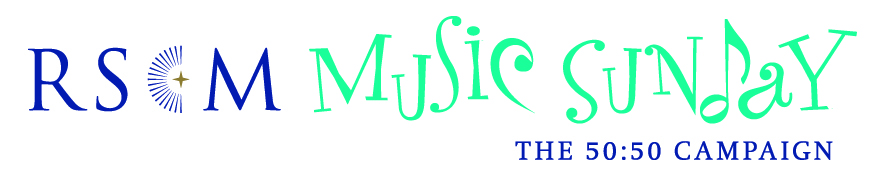 RSCM MUSIC SUNDAY
THE 50:50 CAMPAIGN